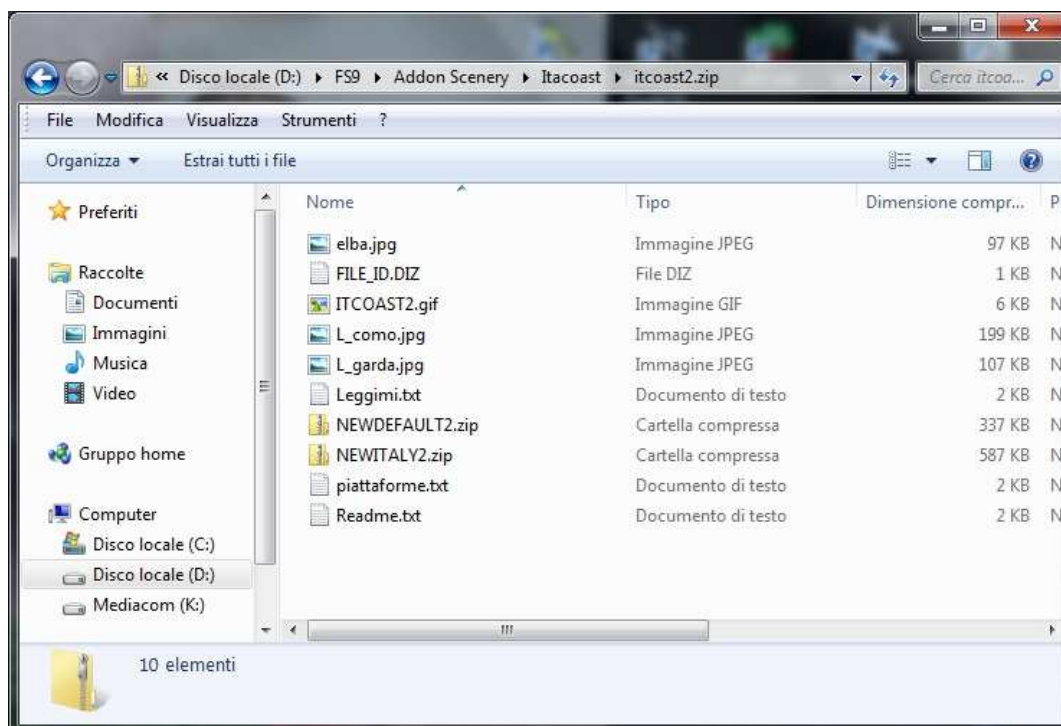 « Disco locale (D:) ▸ FS9 ▸ Addon Scenery ▸ Itacoast ▸ itcoast2.zip
Cerca itcoa...
File Modifica Visualizza Strumenti ?
Organizza ▾ Estrai tutti i file
Preferiti
Raccolte
Documenti
Immagini
Musica
Video
Gruppo home
Computer
Disco locale (C:)
Disco locale (D:)
Mediacom (K:)
Nome Tipo Dimensione compr... P
elba.jpg Immagine JPEG 97 KB N
FILE_ID.DIZ File DIZ 1 KB N
ITCOAST2.gif Immagine GIF 6 KB N
L_como.jpg Immagine JPEG 199 KB N
L_garda.jpg Immagine JPEG 107 KB N
Leggimi.txt Documento di testo 2 KB N
NEWDEFAULT2.zip Cartella compressa 337 KB N
NEWITALY2.zip Cartella compressa 587 KB N
piattaforme.txt Documento di testo 2 KB N
Readme.txt Documento di testo 2 KB N
10 elementi